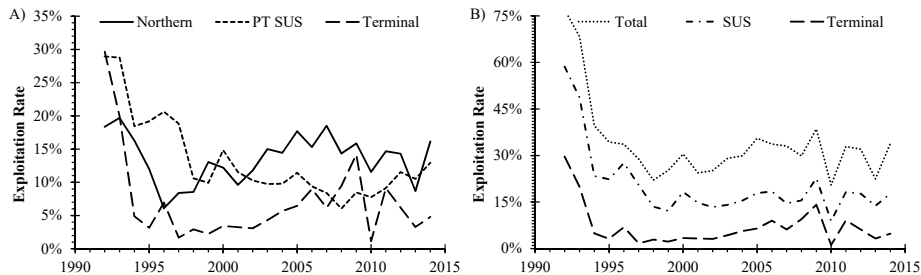 A)
Northern PT SUS Terminal
35%
30%
25%
20%
15%
10%
5%
0%
Exploitation Rate
1990 1995 2000 2005 2010 2015
B)
Total SUS Terminal
75%
60%
45%
30%
15%
0%
Exploitation Rate
1990 1995 2000 2005 2010 2015